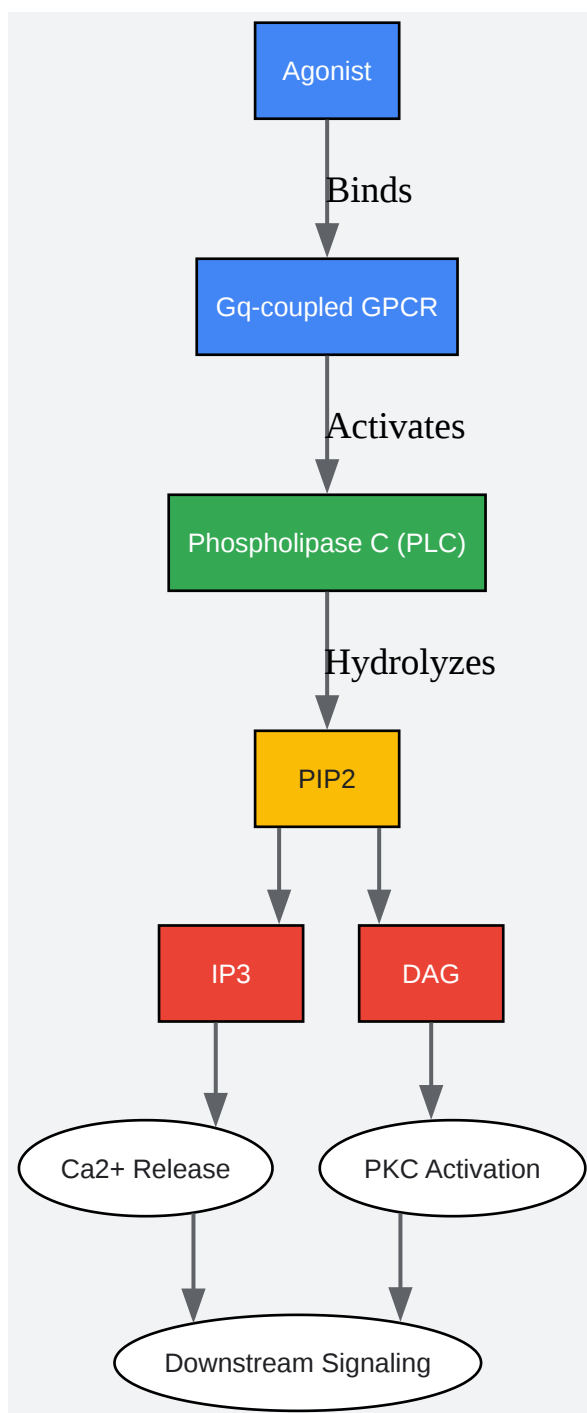 Agonist
Binds
Gq-coupled GPCR
Activates
Phospholipase C (PLC)
Hydrolyzes
PIP2
IP3
DAG
Ca2+ Release
PKC Activation
Downstream Signaling